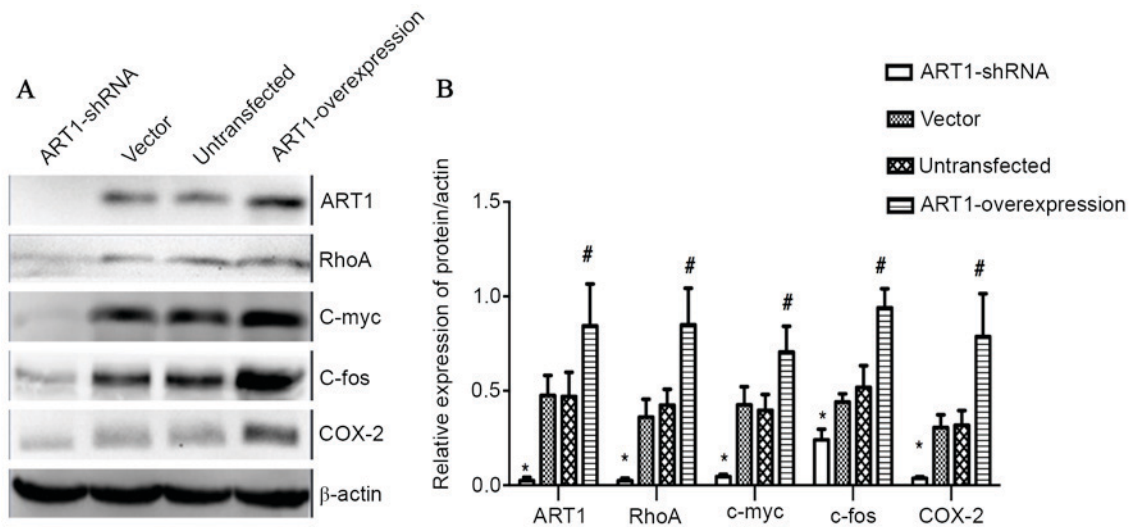 A
ART1-shRNA
Vector
Untransfected
ART1-overexpression
ART1
RhoA
C-myc
C-fos
COX-2
β-actin
B
ART1-shRNA
Vector
Untransfected
ART1-overexpression
Relative expression of protein/actin
1.5
1.0
0.5
0.0
# # # # #
* * * * *
ART1 RhoA c-myc c-fos COX-2